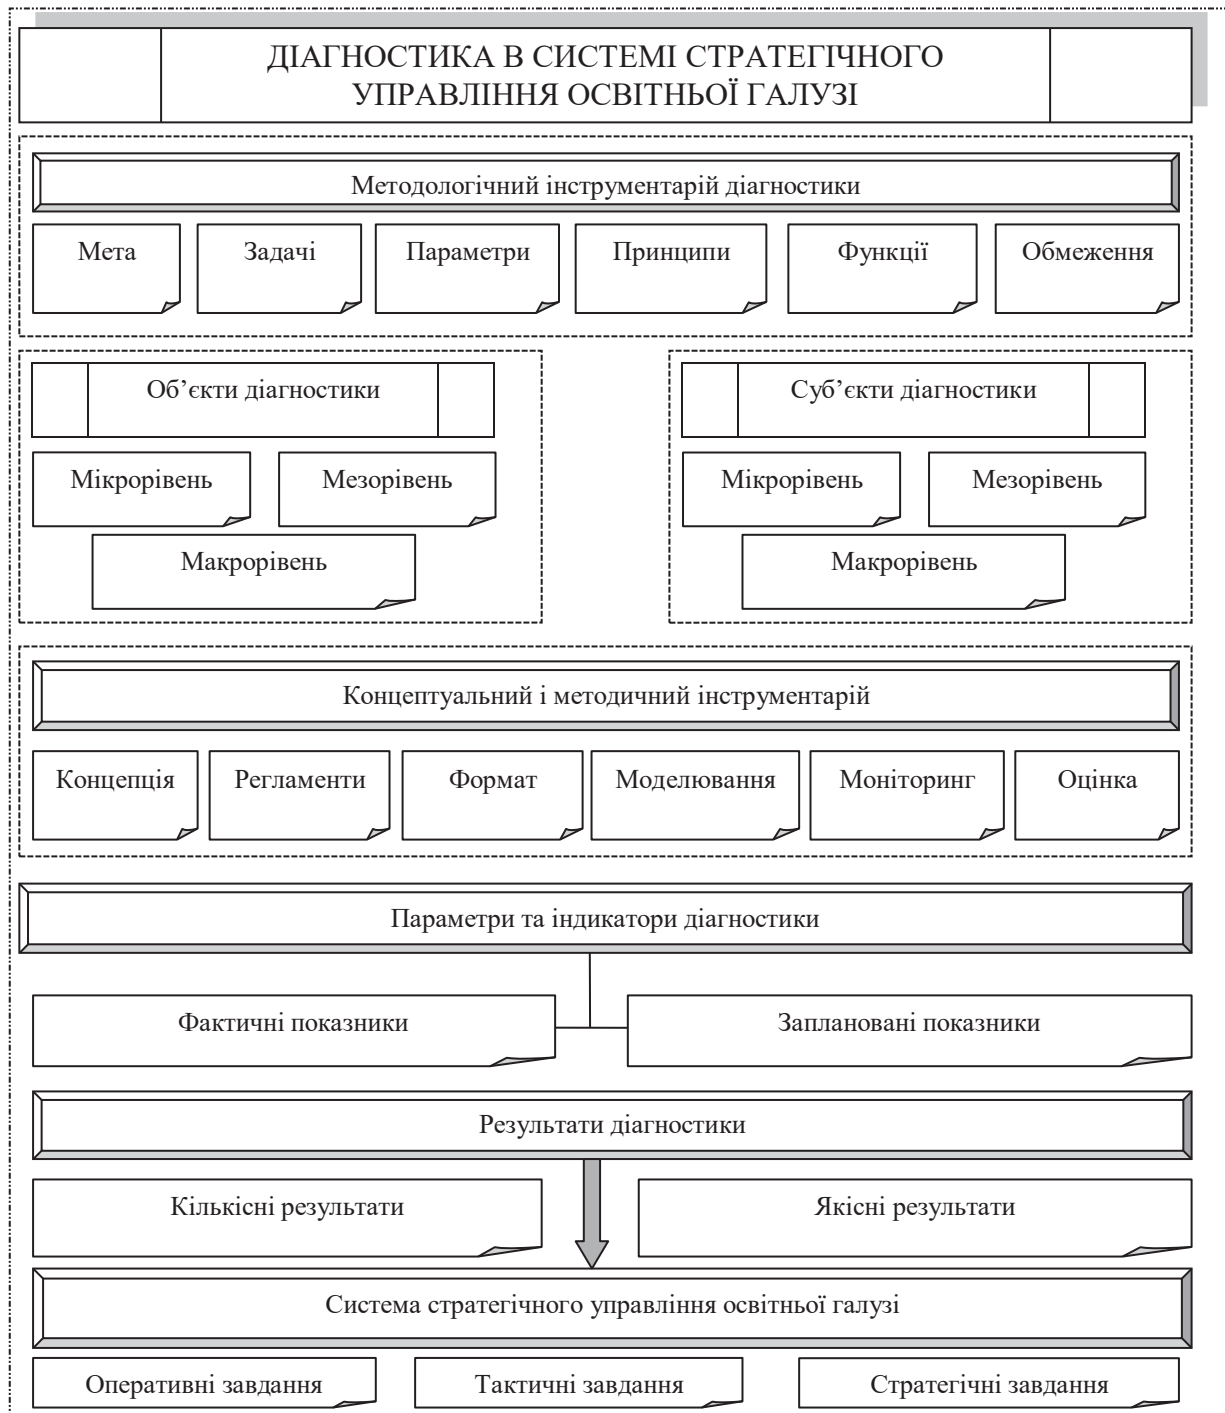 ДІАГНОСТИКА В СИСТЕМІ СТРАТЕГІЧНОГО
УПРАВЛІННЯ ОСВІТНЬОЇ ГАЛУЗІ
Методологічний інструментарій діагностики
Мета
Задачі
Параметри
Принципи
Функції
Обмеження
Об’єкти діагностики
Мікрорівень
Мезорівень
Макрорівень
Суб’єкти діагностики
Мікрорівень
Мезорівень
Макрорівень
Концептуальний і методичний інструментарій
Концепція
Регламенти
Формат
Моделювання
Моніторинг
Оцінка
Параметри та індикатори діагностики
Фактичні показники
Заплановані показники
Результати діагностики
Кількісні результати
Якісні результати
Система стратегічного управління освітньої галузі
Оперативні завдання
Тактичні завдання
Стратегічні завдання